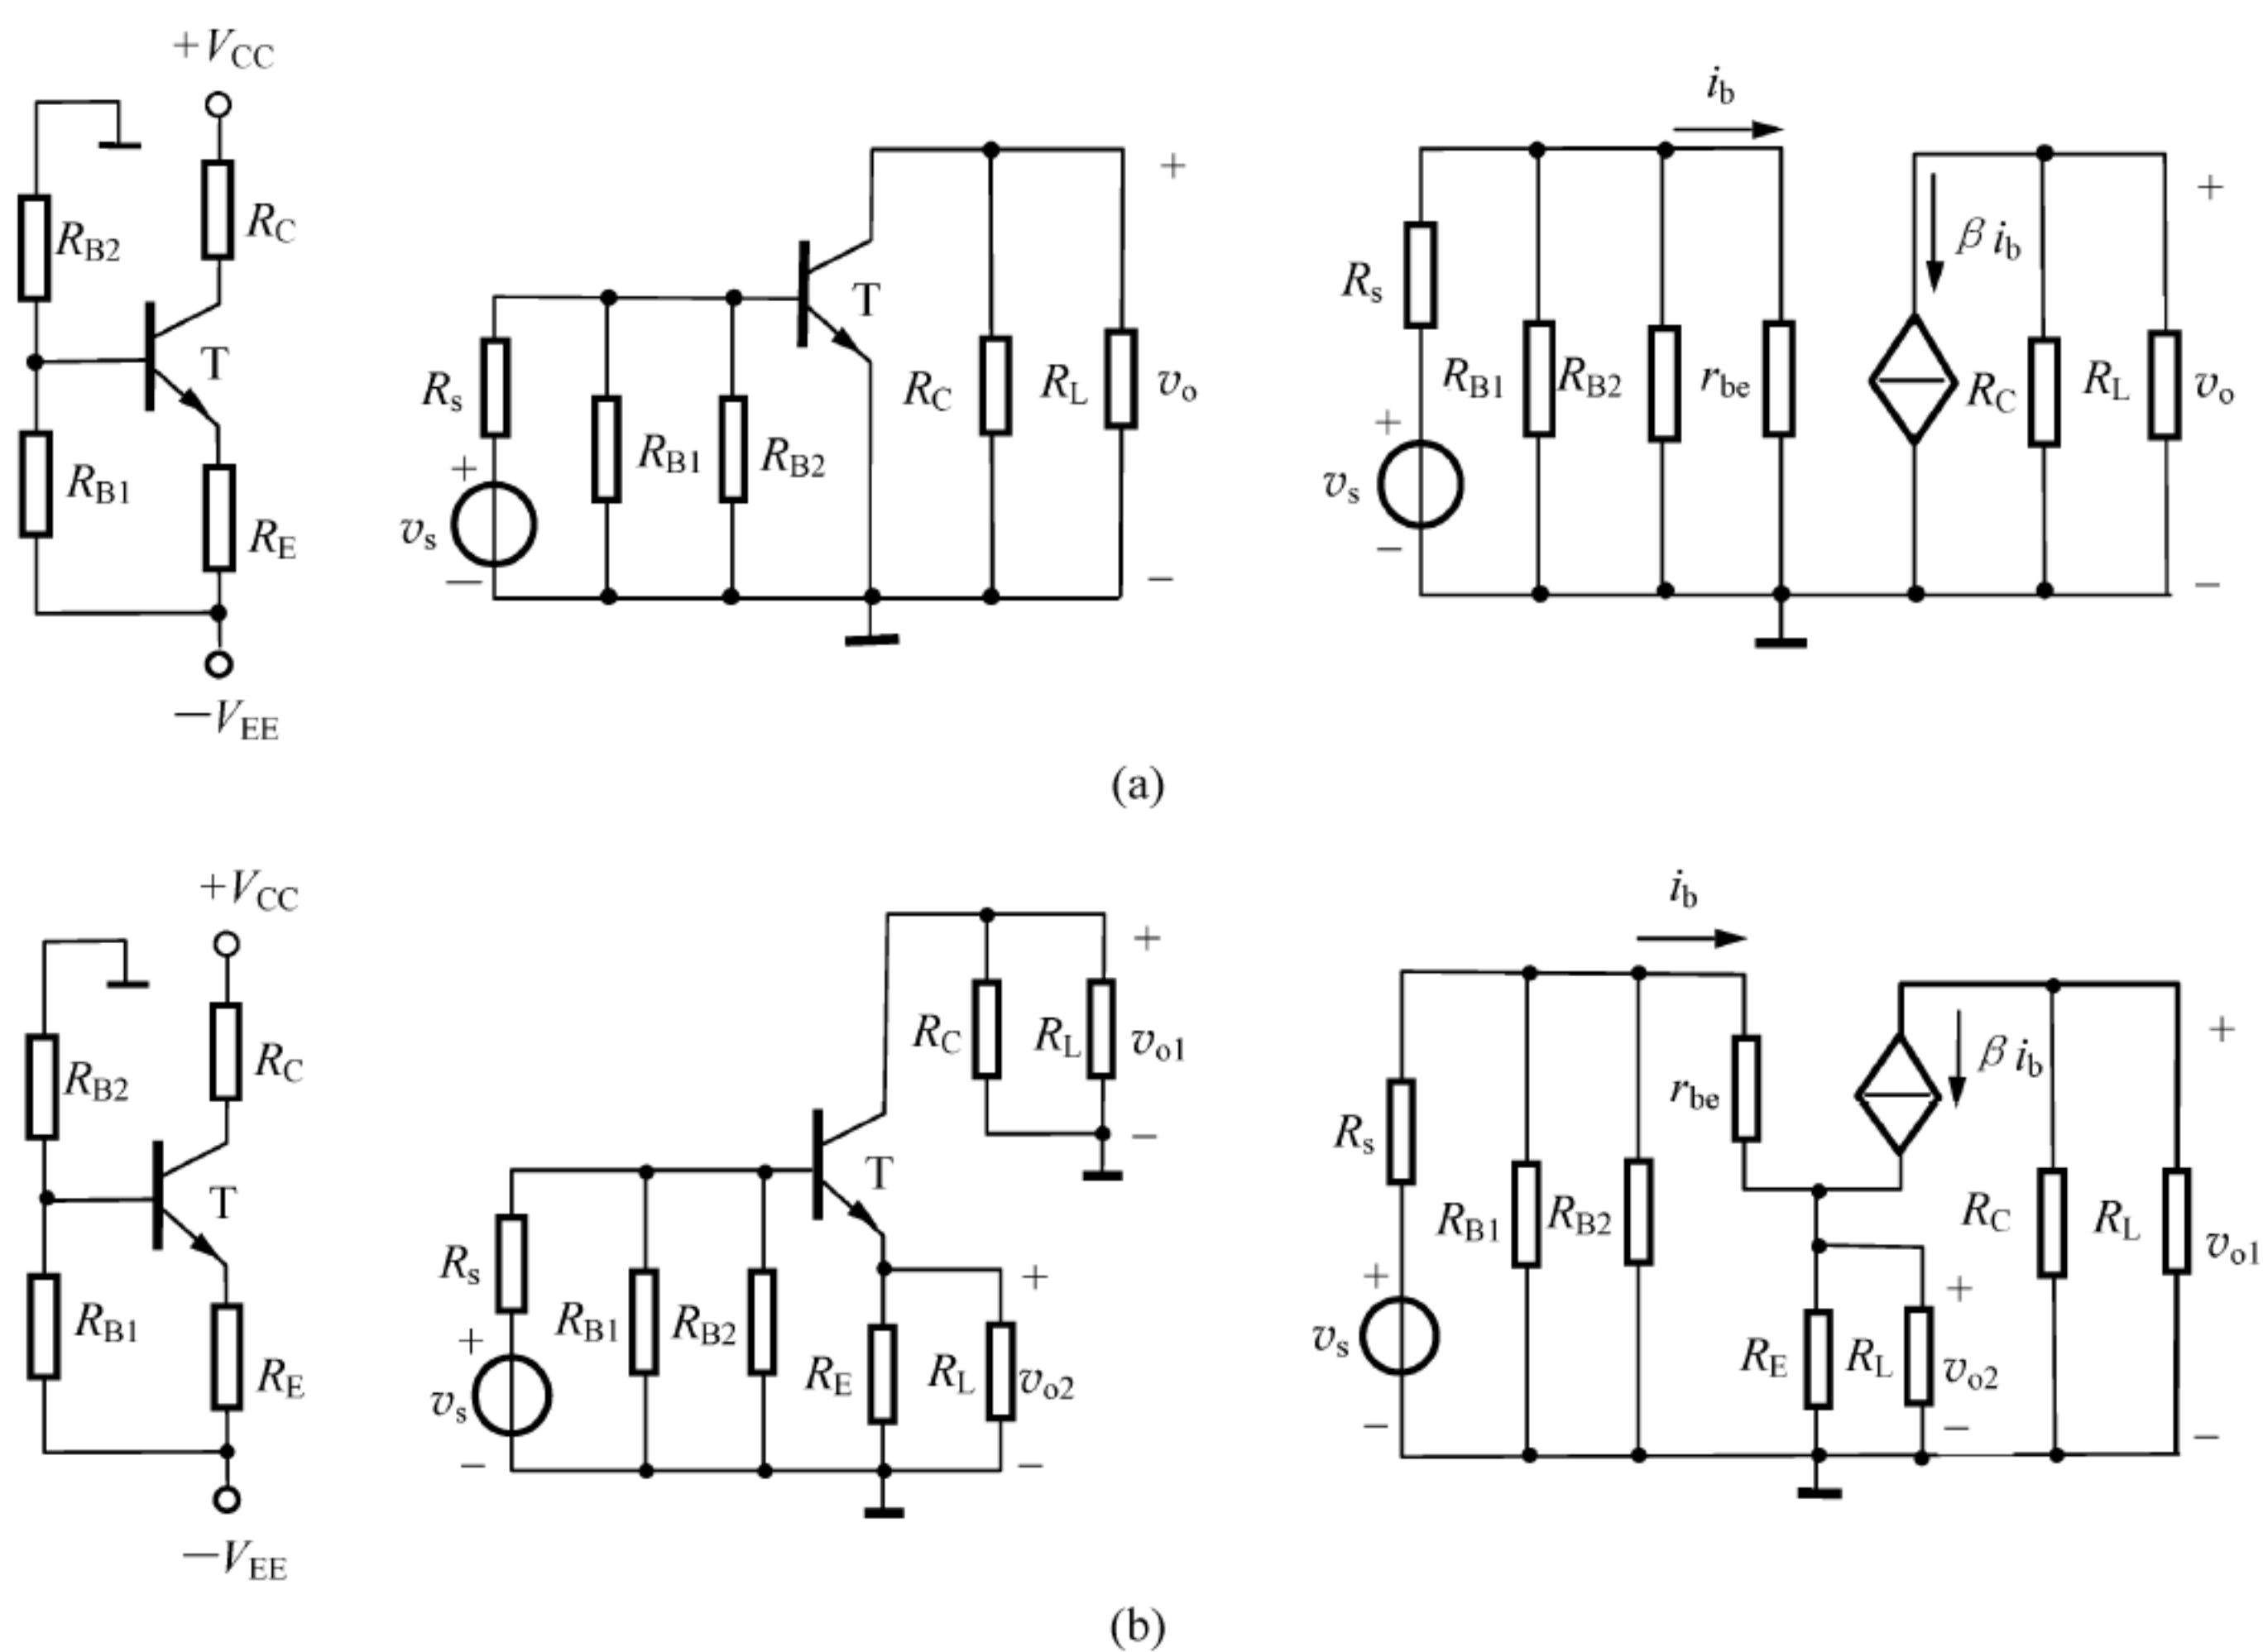 +VCC
RB2
RC
T
RB1
RE
—VEE
Rs
+
vs
—
RB1
RB2
T
RC
RL
+
vo
−
ib
Rs
+
vs
−
RB1
RB2
rbe
β ib
RC
RL
+
vo
−
(a)
+VCC
RB2
RC
T
RB1
RE
—VEE
Rs
+
vs
−
RB1
RB2
T
RC
RL
+
vo1
−
RE
RL
+
vo2
−
ib
Rs
+
vs
−
RB1
RB2
rbe
β ib
RE
RL
+
vo2
−
RC
RL
+
vo1
−
(b)